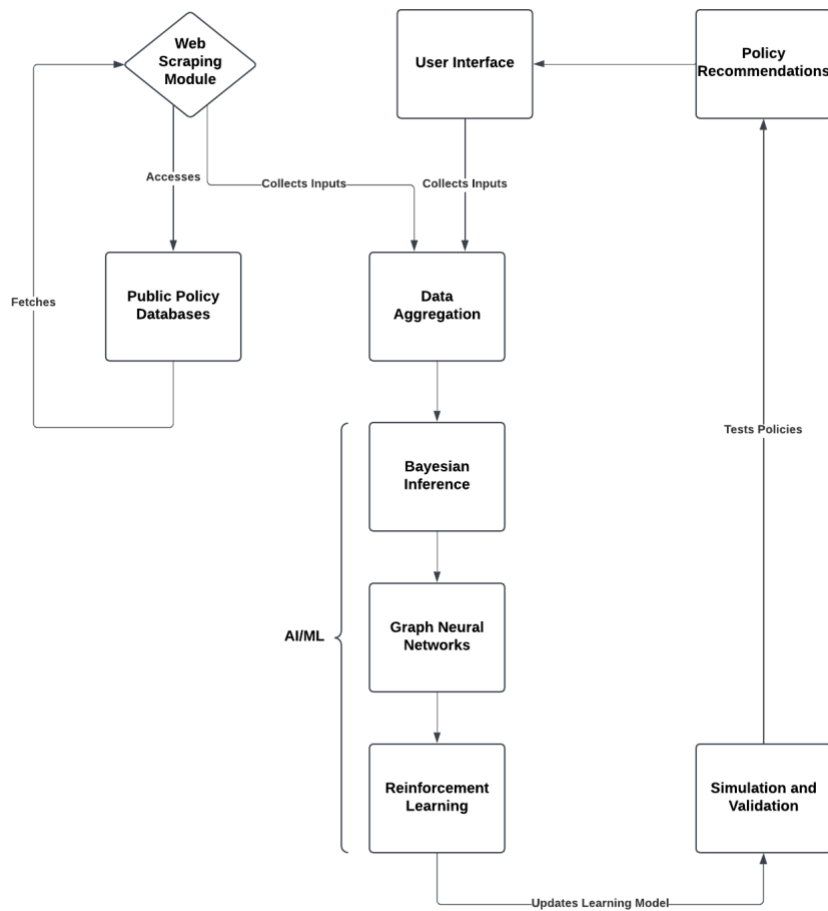 Web
Scraping
Module
User Interface
Policy
Recommendations
Accesses
Collects Inputs
Collects Inputs
Fetches
Public Policy
Databases
Data
Aggregation
Tests Policies
Bayesian
Inference
AI/ML
Graph Neural
Networks
Reinforcement
Learning
Simulation and
Validation
Updates Learning Model